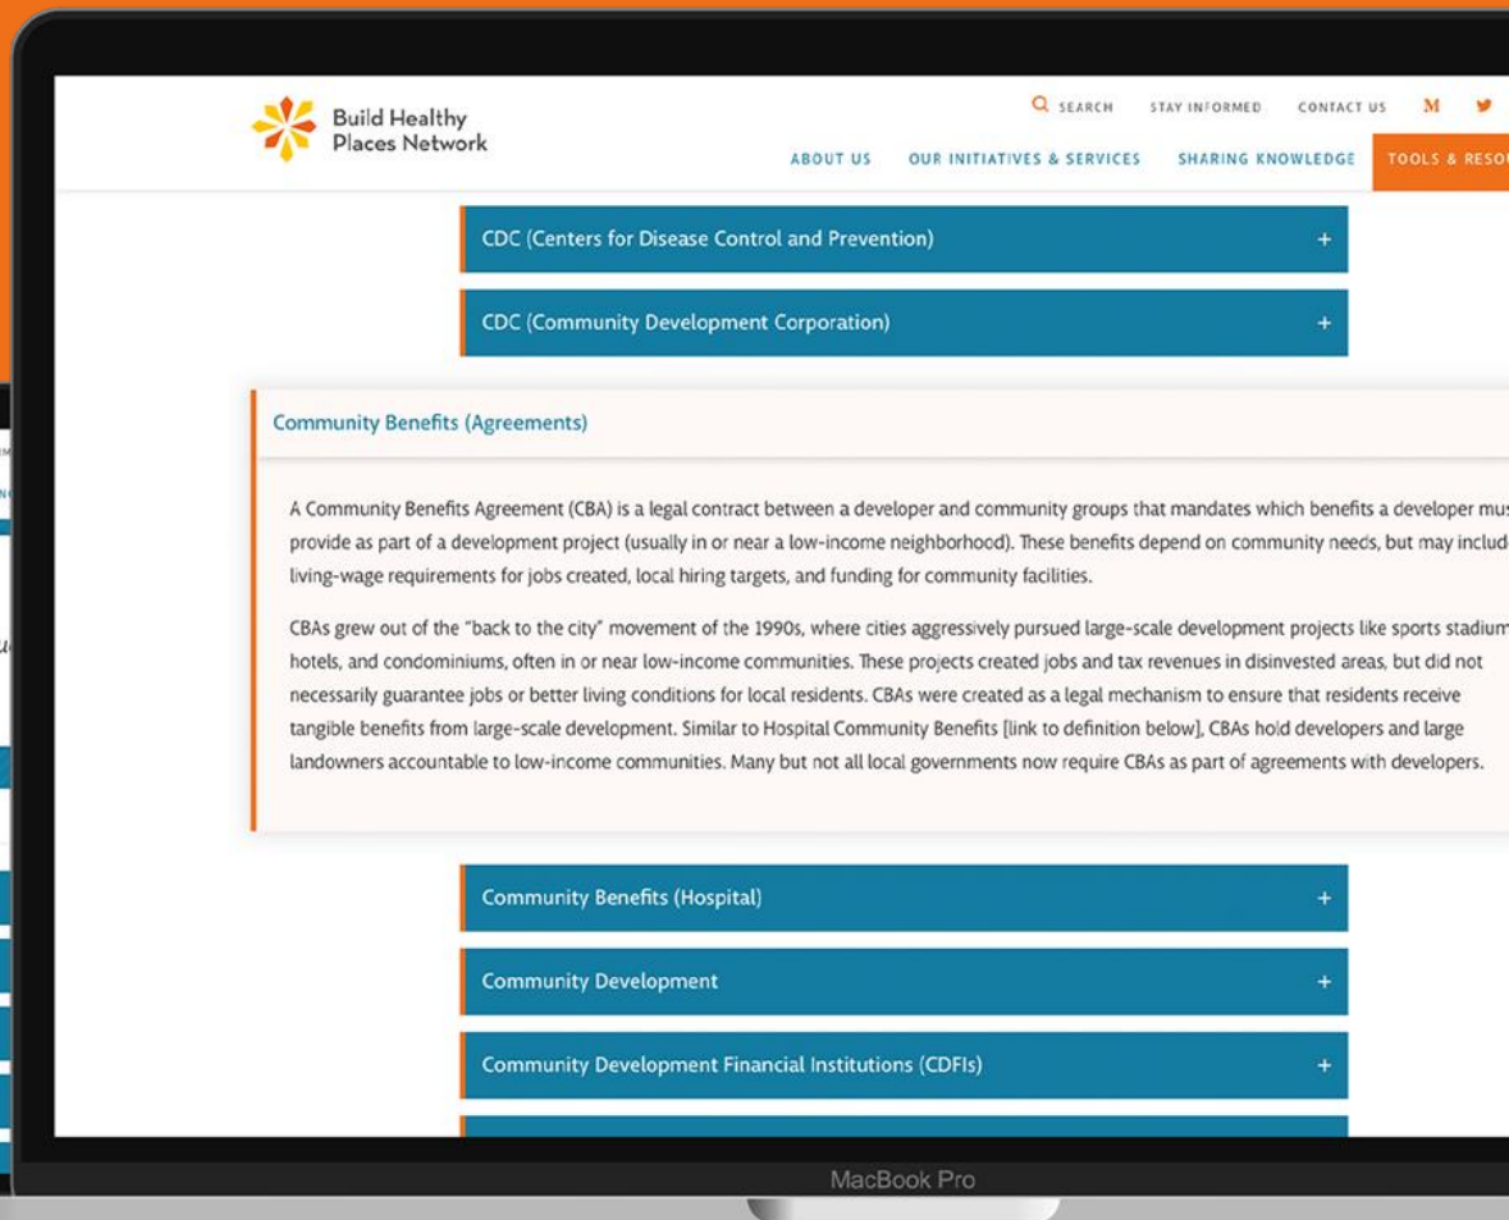 Build Healthy
Places Network
SEARCH STAY INFORMED CONTACT US M
ABOUT US OUR INITIATIVES & SERVICES SHARING KNOWLEDGE TOOLS & RESOU
CDC (Centers for Disease Control and Prevention) +
CDC (Community Development Corporation) +
Community Benefits (Agreements)
A Community Benefits Agreement (CBA) is a legal contract between a developer and community groups that mandates which benefits a developer mus
provide as part of a development project (usually in or near a low-income neighborhood). These benefits depend on community needs, but may includ
living-wage requirements for jobs created, local hiring targets, and funding for community facilities.
CBAs grew out of the "back to the city" movement of the 1990s, where cities aggressively pursued large-scale development projects like sports stadium
hotels, and condominiums, often in or near low-income communities. These projects created jobs and tax revenues in disinvested areas, but did not
necessarily guarantee jobs or better living conditions for local residents. CBAs were created as a legal mechanism to ensure that residents receive
tangible benefits from large-scale development. Similar to Hospital Community Benefits [link to definition below], CBAs hold developers and large
landowners accountable to low-income communities. Many but not all local governments now require CBAs as part of agreements with developers.
Community Benefits (Hospital) +
Community Development +
Community Development Financial Institutions (CDFIs) +
MacBook Pro